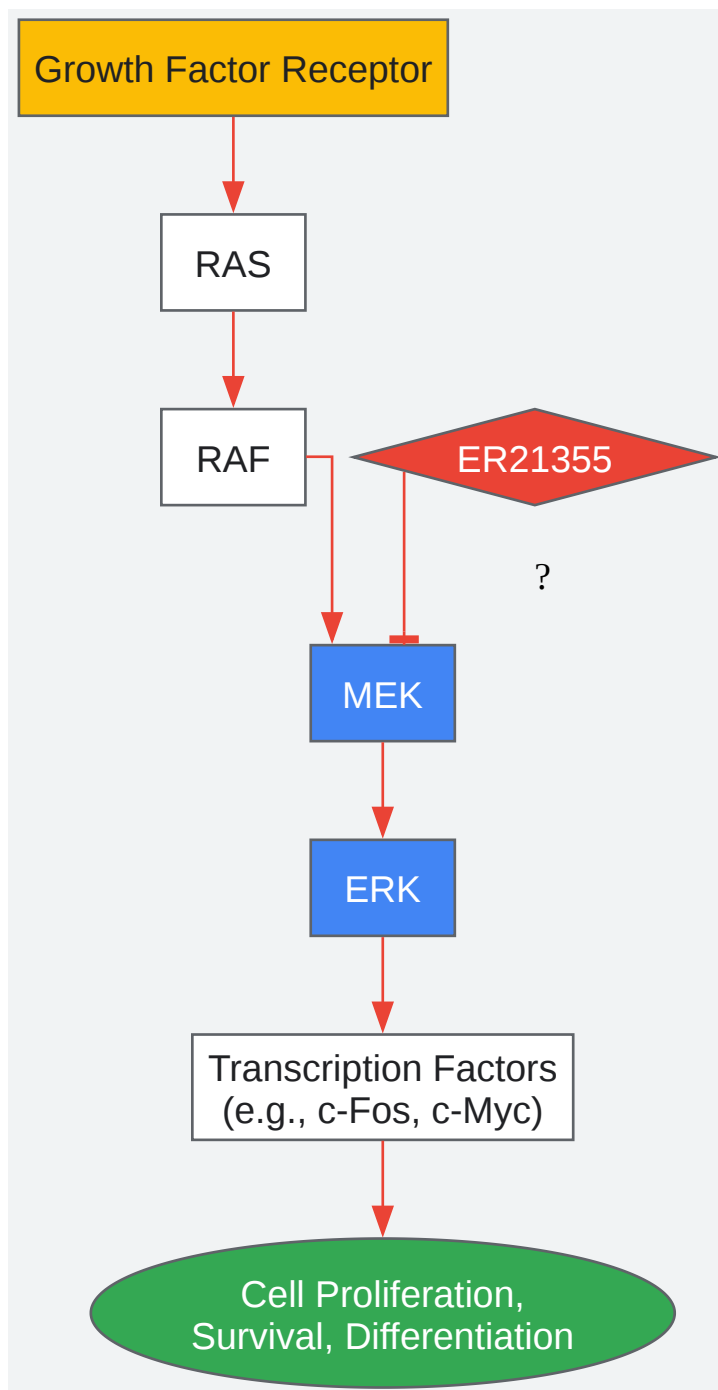 Growth Factor Receptor
RAS
RAF
ER21355
?
MEK
ERK
Transcription Factors
(e.g., c-Fos, c-Myc)
Cell Proliferation,
Survival, Differentiation